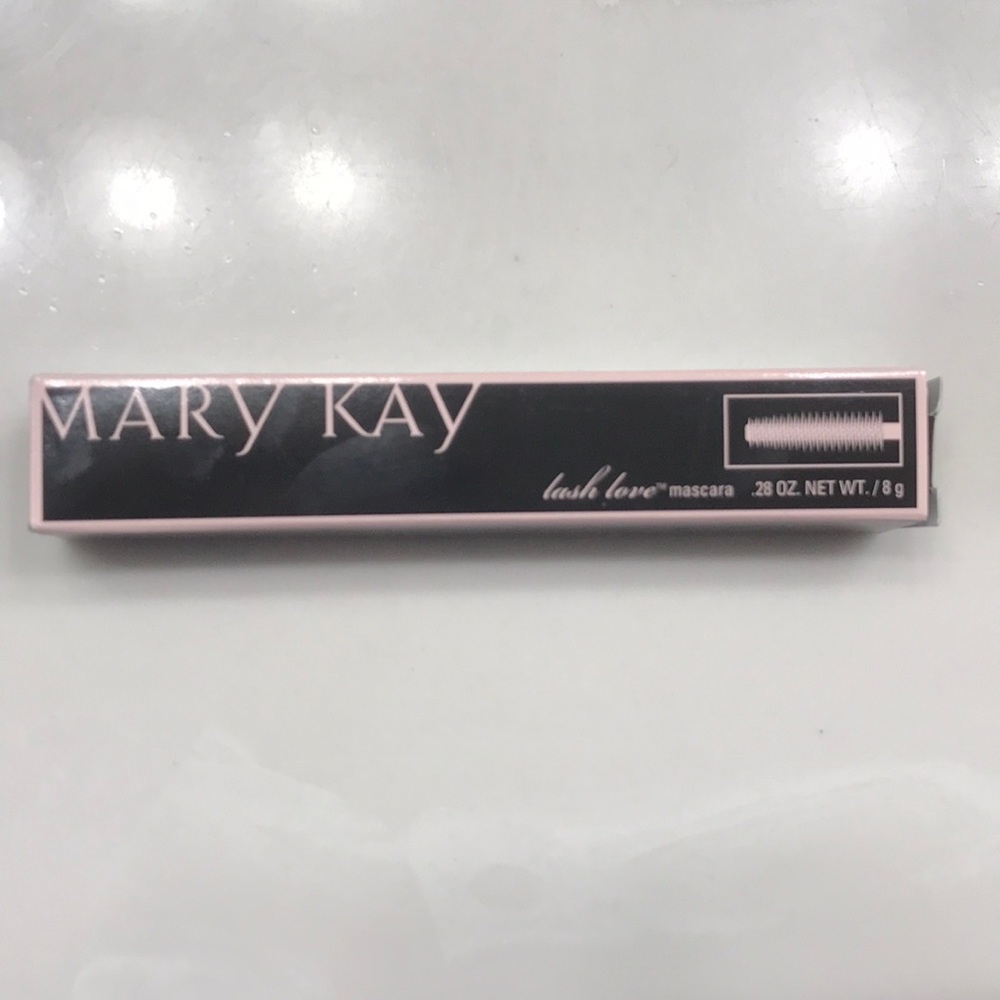 MARY KAY
lash love™ mascara .28 OZ. NET WT. / 8 g